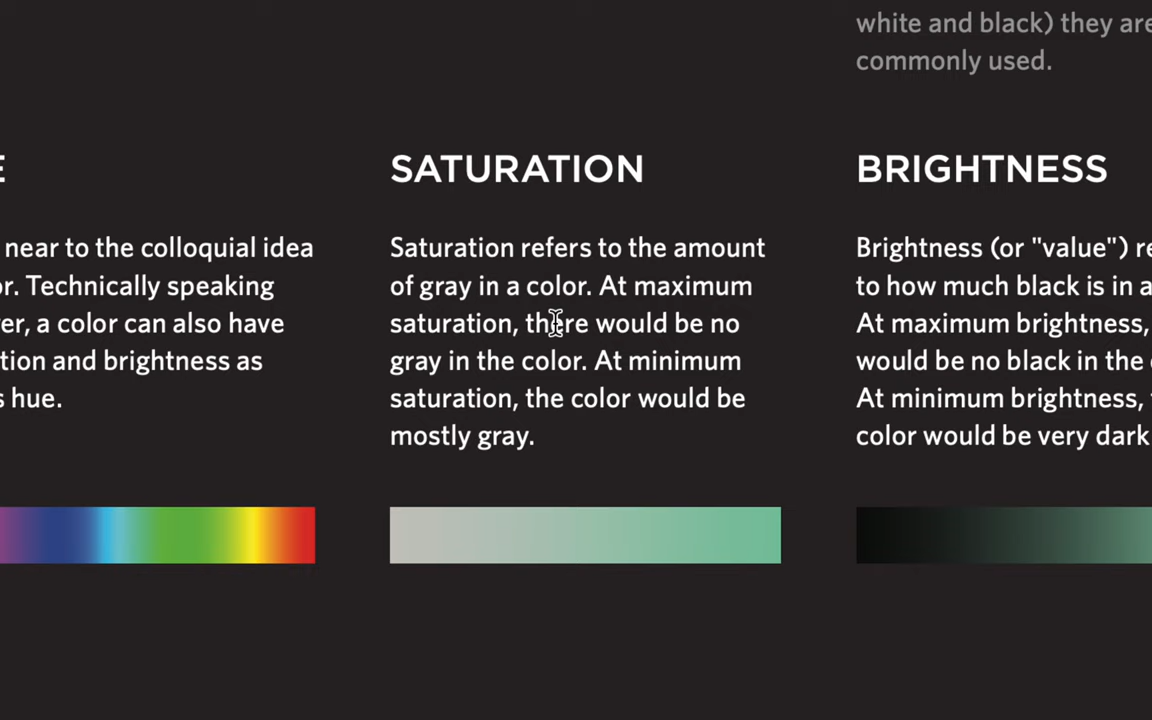 white and black) they are
commonly used.
E
near to the colloquial idea
or. Technically speaking
er, a color can also have
tion and brightness as
s hue.
SATURATION
Saturation refers to the amount
of gray in a color. At maximum
saturation, there would be no
gray in the color. At minimum
saturation, the color would be
mostly gray.
BRIGHTNESS
Brightness (or "value") re
to how much black is in a
At maximum brightness,
would be no black in the
At minimum brightness,
color would be very dark